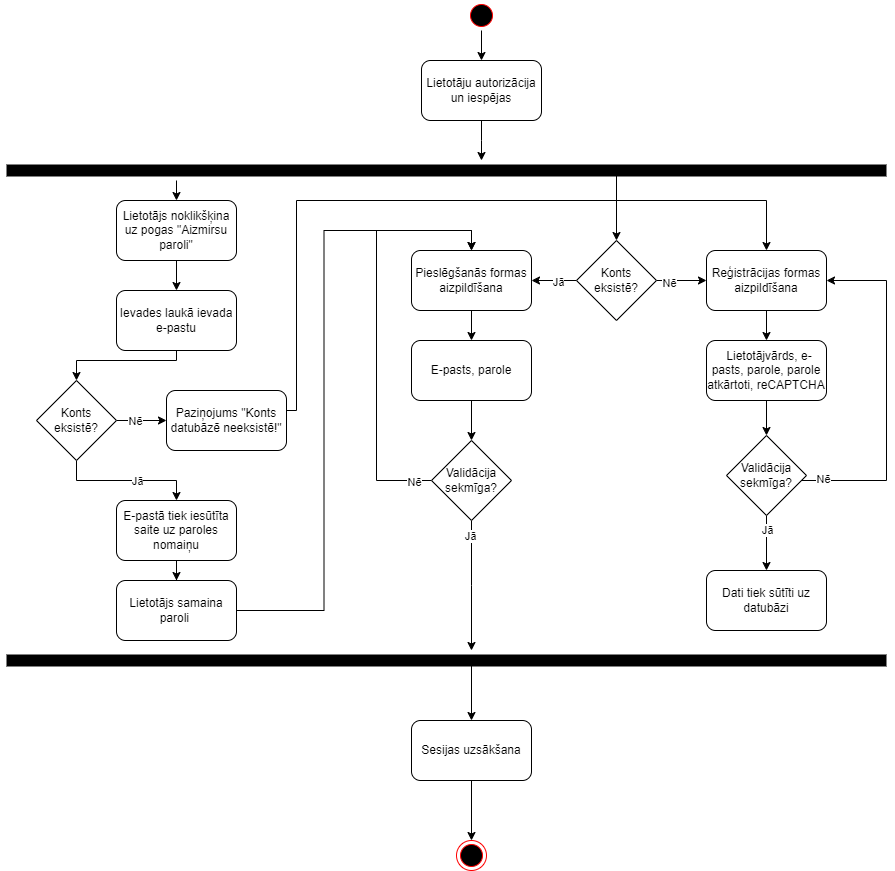 Lietotāju autorizācija
un iespējas
Lietotājs noklikšķina
uz pogas "Aizmirsu
paroli"
Ievades laukā ievada
e-pastu
Konts
eksistē?
Nē
Paziņojums "Konts
datubāzē neeksistē!"
Jā
E-pastā tiek iesūtīta
saite uz paroles
nomaiņu
Lietotājs samaina
paroli
Konts
eksistē?
Jā
Nē
Pieslēgšanās formas
aizpildīšana
E-pasts, parole
Validācija
sekmīga?
Nē
Jā
Reģistrācijas formas
aizpildīšana
Lietotājvārds, e-
pasts, parole, parole
atkārtoti, reCAPTCHA
Validācija
sekmīga?
Nē
Jā
Dati tiek sūtīti uz
datubāzi
Sesijas uzsākšana